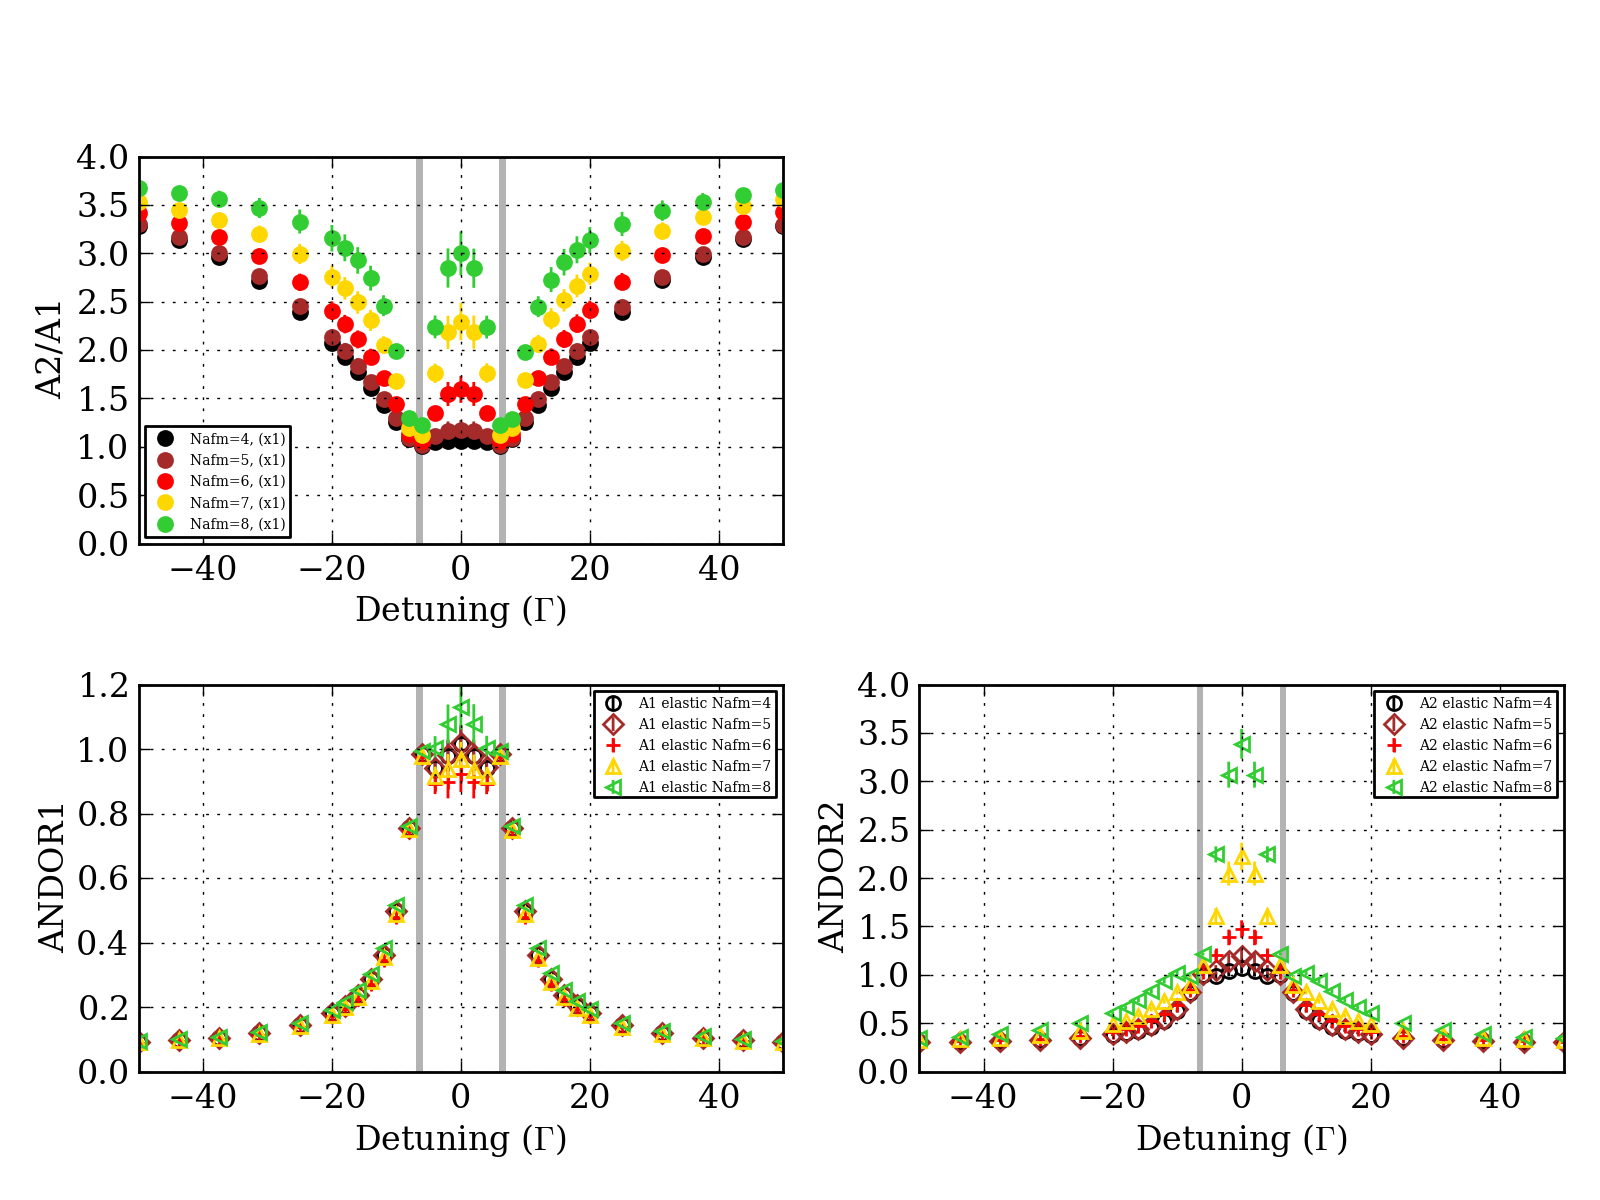 4.0
3.5
3.0
2.5
2.0
1.5
1.0
0.5
0.0
A2/A1
Nafm=4, (x1)
Nafm=5, (x1)
Nafm=6, (x1)
Nafm=7, (x1)
Nafm=8, (x1)
−40 −20 0 20 40
Detuning (Γ)
1.2
1.0
0.8
0.6
0.4
0.2
0.0
ANDOR1
A1 elastic Nafm=4
A1 elastic Nafm=5
A1 elastic Nafm=6
A1 elastic Nafm=7
A1 elastic Nafm=8
−40 −20 0 20 40
Detuning (Γ)
4.0
3.5
3.0
2.5
2.0
1.5
1.0
0.5
0.0
ANDOR2
A2 elastic Nafm=4
A2 elastic Nafm=5
A2 elastic Nafm=6
A2 elastic Nafm=7
A2 elastic Nafm=8
−40 −20 0 20 40
Detuning (Γ)